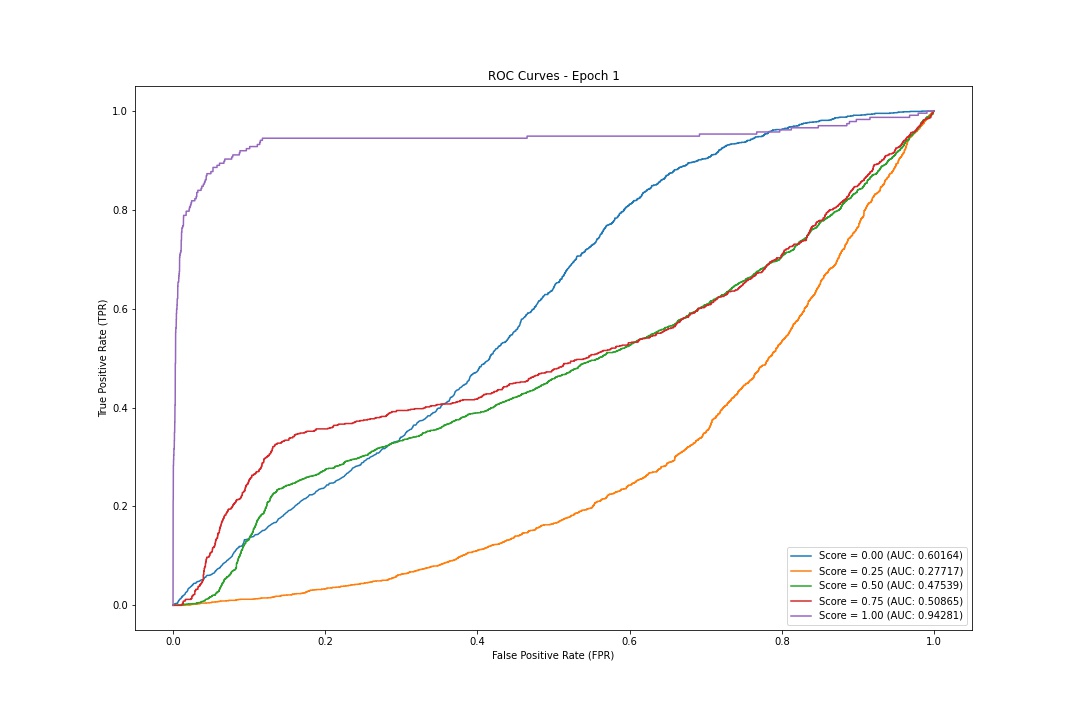 ROC Curves - Epoch 1
1.0
0.8
0.6
0.4
0.2
0.0
True Positive Rate (TPR)
Score = 0.00 (AUC: 0.60164)
Score = 0.25 (AUC: 0.27717)
Score = 0.50 (AUC: 0.47539)
Score = 0.75 (AUC: 0.50865)
Score = 1.00 (AUC: 0.94281)
0.0 0.2 0.4 0.6 0.8 1.0
False Positive Rate (FPR)